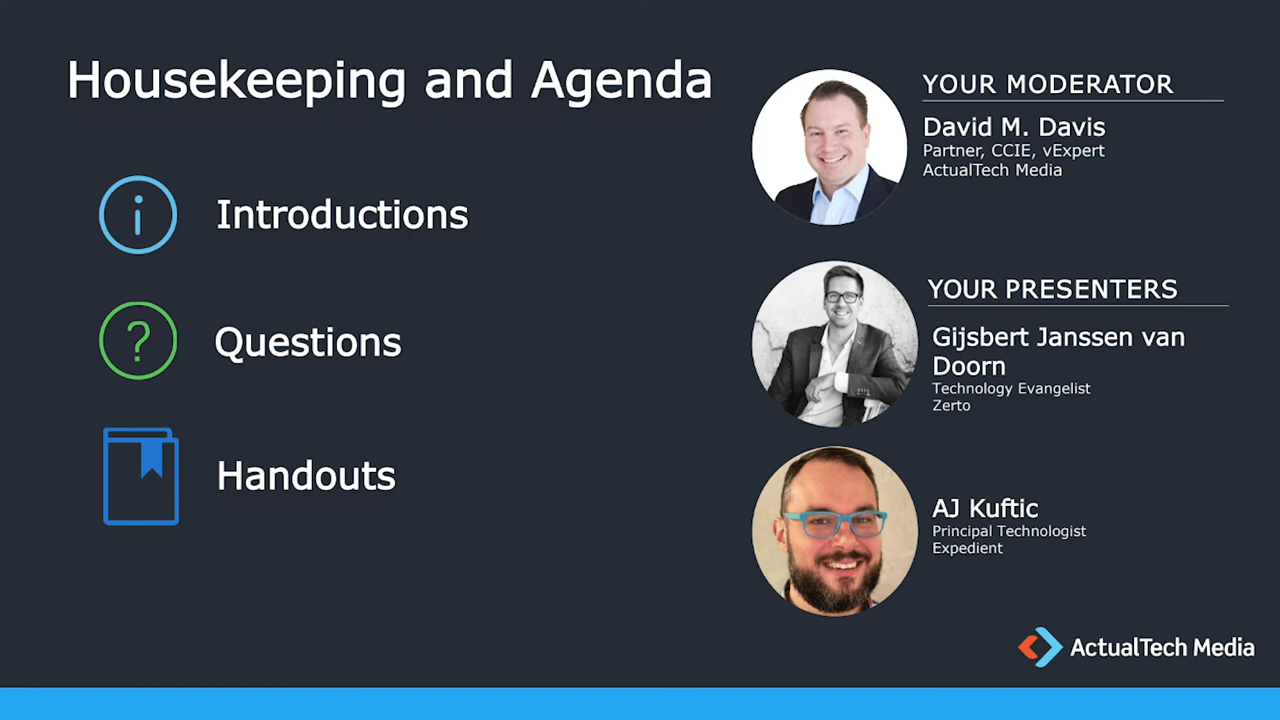 Housekeeping and Agenda
Introductions
Questions
Handouts
YOUR MODERATOR
David M. Davis
Partner, CCIE, vExpert
ActualTech Media
YOUR PRESENTERS
Gijsbert Janssen van
Doorn
Technology Evangelist
Zerto
AJ Kuftic
Principal Technologist
Expedient
ActualTech Media